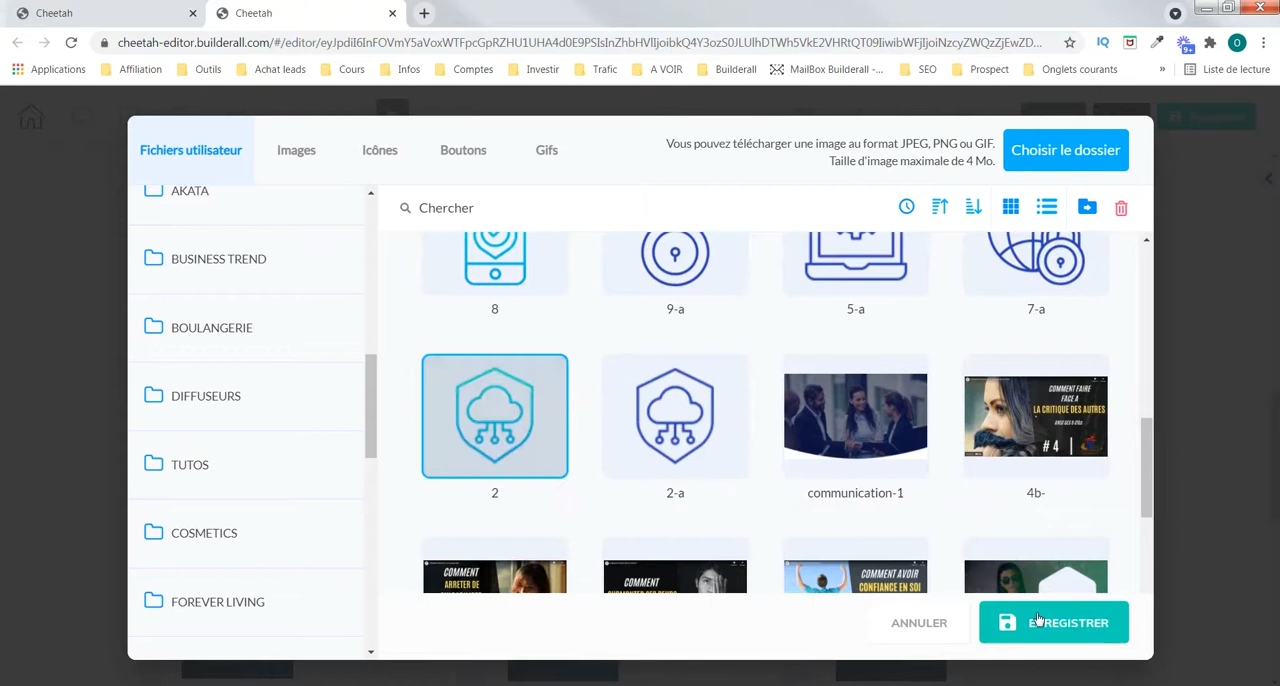 Cheetah
Cheetah
cheetah-editor.builderall.com/#/editor/eyJpdiI6InFOVmY5aVoxWTFpcGpRZHU1UHA4d0E9PSIsInZhbHVlIjoibkQ4Y3ozS0JLUlhDTWh5VkE2VHRtQT09IiwibWFjIjoiNzcyZWQzZjEwZD...
IQ
9+
O
Applications
Affiliation
Outils
Achat leads
Cours
Infos
Comptes
Investir
Trafic
A VOIR
Builderall
MailBox Builderall -...
SEO
Prospect
Onglets courants
»
Liste de lecture
Fichiers utilisateur
Images
Icônes
Boutons
Gifs
Vous pouvez télécharger une image au format JPEG, PNG ou GIF.
Taille d'image maximale de 4 Mo.
Choisir le dossier
AKATA
BUSINESS TREND
BOULANGERIE
DIFFUSEURS
TUTOS
COSMETICS
FOREVER LIVING
Chercher
8
9-a
5-a
7-a
COMMENT FAIRE
FACE A
LA CRITIQUE DES AUTRES
# 4
2
2-a
communication-1
4b-
COMMENT
ARRETER DE
COMMENT
COMMENT AVOIR
CONFIANCE EN SOI
ANNULER
ENREGISTRER